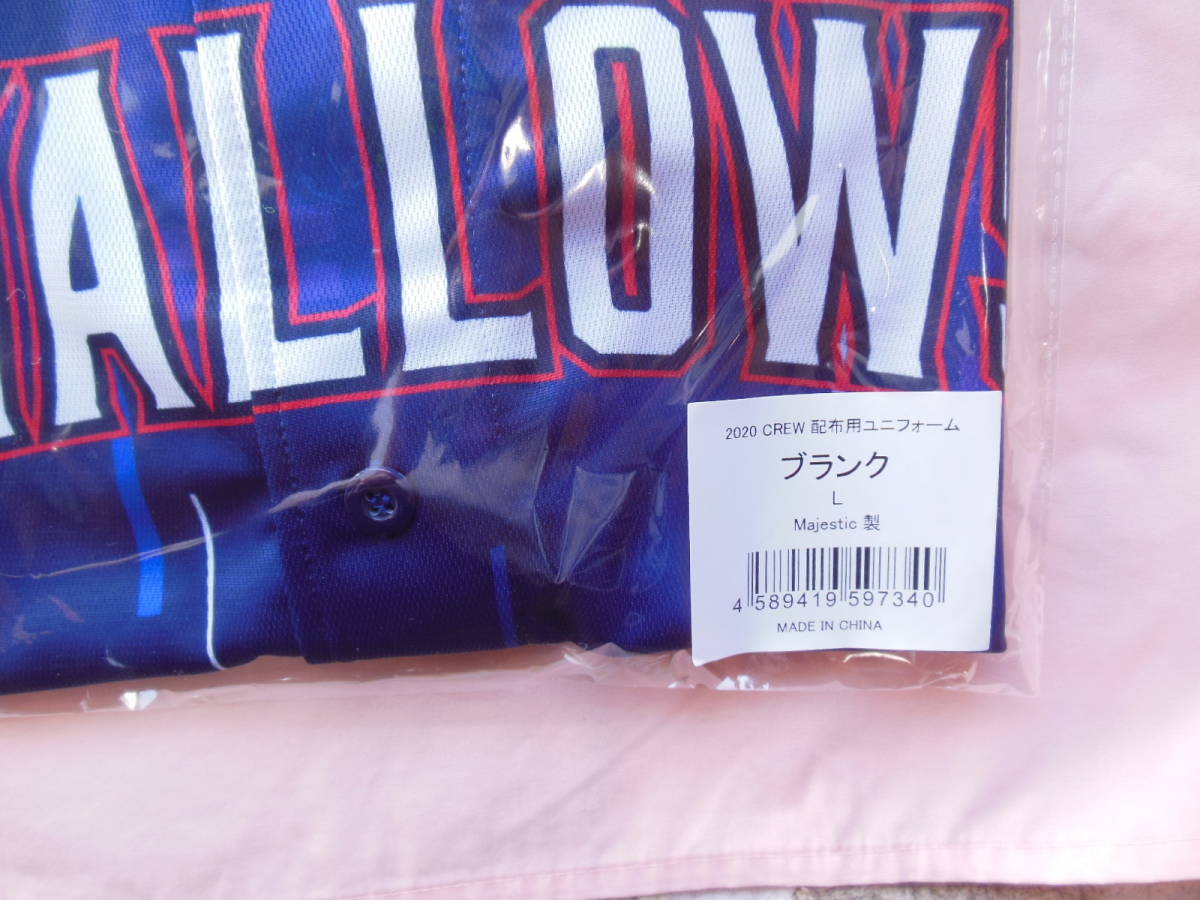 ALLOW
2020 CREW 配布用ユニフォーム
ブランク
L
Majestic 製
4 589419 597340
MADE IN CHINA